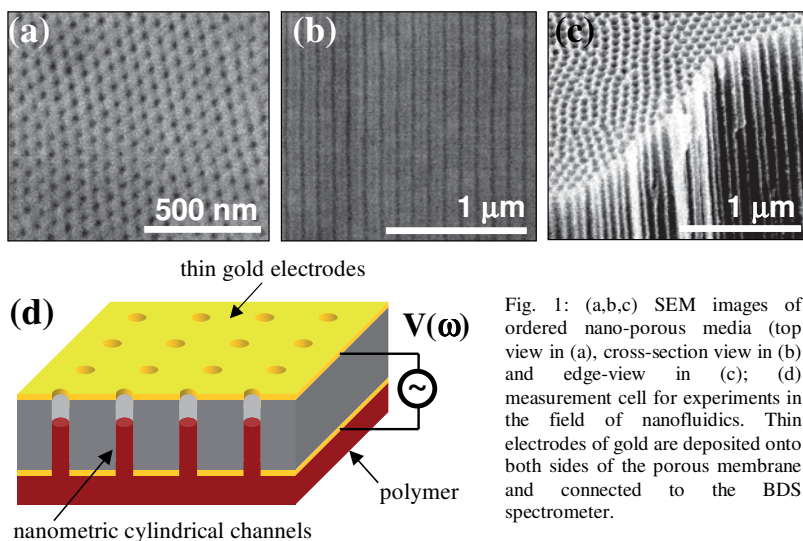 (a)
(b)
(c)
500 nm
1 μm
1 μm
thin gold electrodes
(d)
V(ω)
~
polymer
nanometric cylindrical channels
Fig. 1: (a,b,c) SEM images of
ordered nano-porous media (top
view in (a), cross-section view in (b)
and edge-view in (c); (d)
measurement cell for experiments in
the field of nanofluidics. Thin
electrodes of gold are deposited onto
both sides of the porous membrane
and connected to the BDS
spectrometer.